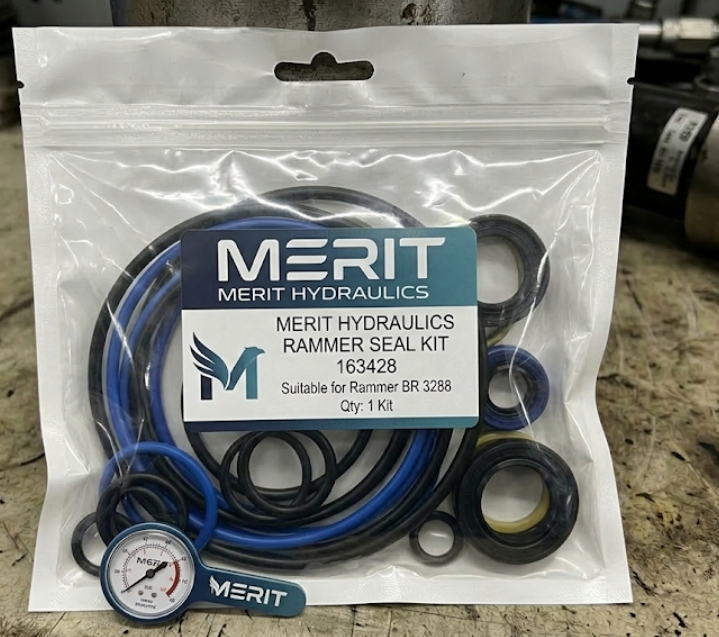 MERIT
MERIT HYDRAULICS
MERIT HYDRAULICS
RAMMER SEAL KIT
163428
Suitable for Rammer BR 3288
Qty: 1 Kit
MERIT